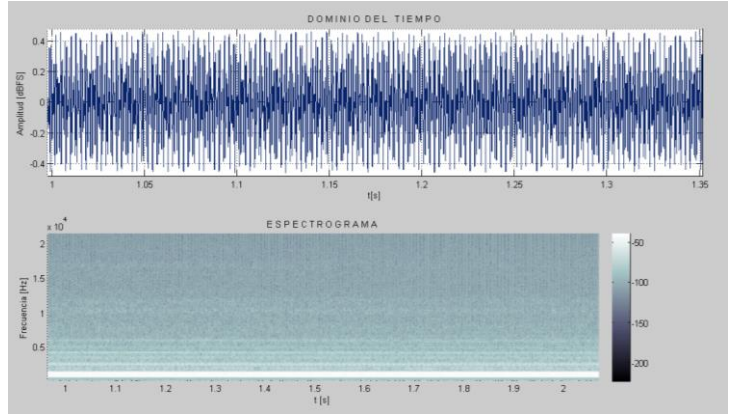 DOMINIO DEL TIEMPO
Amplitud [dBFS]
0.4
0.2
0
-0.2
-0.4
1 1.05 1.1 1.15 1.2 1.25 1.3 1.35
t[s]
ESPECTROGRAMA
x 10^4
Frecuencia [Hz]
2
1.5
1
0.5
-50
-100
-150
-200
1 1.1 1.2 1.3 1.4 1.5 1.6 1.7 1.8 1.9 2
t [s]